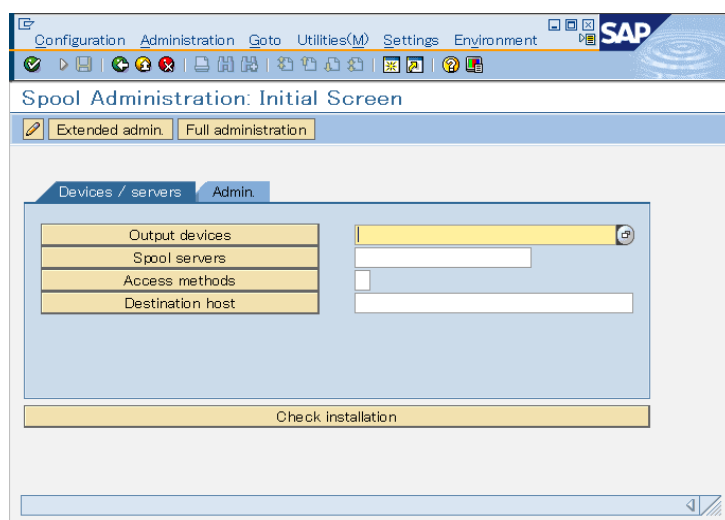 Configuration Administration Goto Utilities(M) Settings Environment SAP
Spool Administration: Initial Screen
Extended admin. Full administration
Devices / servers Admin.
Output devices
Spool servers
Access methods
Destination host
Check installation